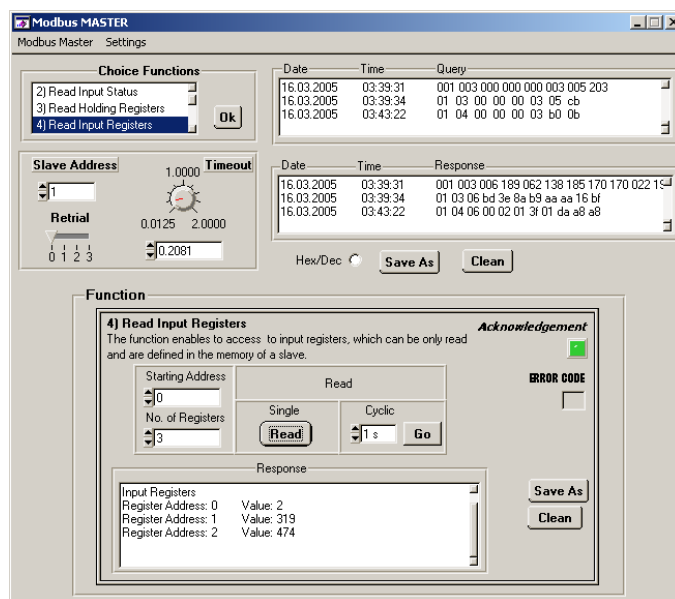 Modbus MASTER
Modbus Master Settings
Choice Functions
2) Read Input Status
3) Read Holding Registers
4) Read Input Registers
Ok
Date Time Query
16.03.2005 03:39:31 001 003 000 000 000 003 005 203
16.03.2005 03:39:34 01 03 00 00 00 03 05 cb
16.03.2005 03:43:22 01 04 00 00 00 03 b0 0b
Slave Address
1
Retrial
0 1 2 3
Timeout
1.0000
0.0125 2.0000
0.2081
Date Time Response
16.03.2005 03:39:31 001 003 006 189 062 138 185 170 170 022 19
16.03.2005 03:39:34 01 03 06 bd 3e 8a b9 aa aa 16 bf
16.03.2005 03:43:22 01 04 06 00 02 01 3f 01 da a8 a8
Hex/Dec Save As Clean
Function
4) Read Input Registers
The function enables to access to input registers, which can be only read
and are defined in the memory of a slave.
Acknowledgement
ERROR CODE
Starting Address
0
No. of Registers
3
Read
Single
Read
Cyclic
1 s Go
Response
Input Registers
Register Address: 0 Value: 2
Register Address: 1 Value: 319
Register Address: 2 Value: 474
Save As
Clean